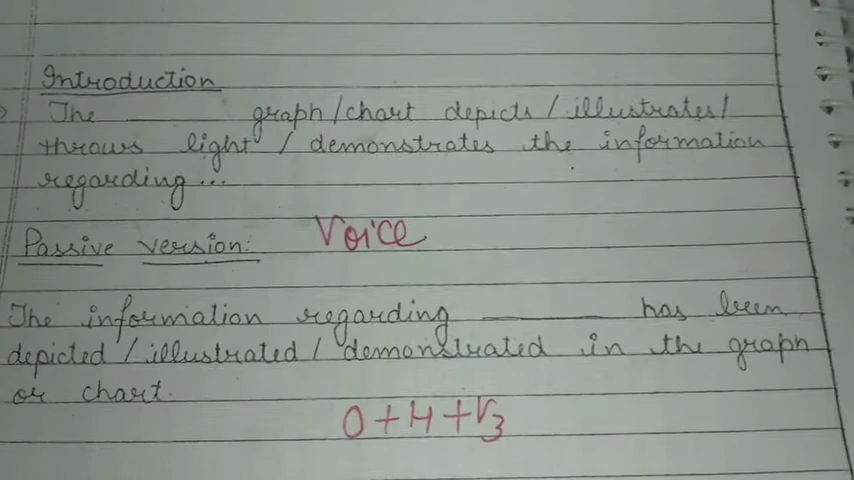 Introduction
The ______ graph/chart depicts/illustrates/
throws light / demonstrates the information
regarding...
Passive version: Voice
The information regarding ______ has been
depicted/illustrated/demonstrated in the graph
or chart.
O+H+V3